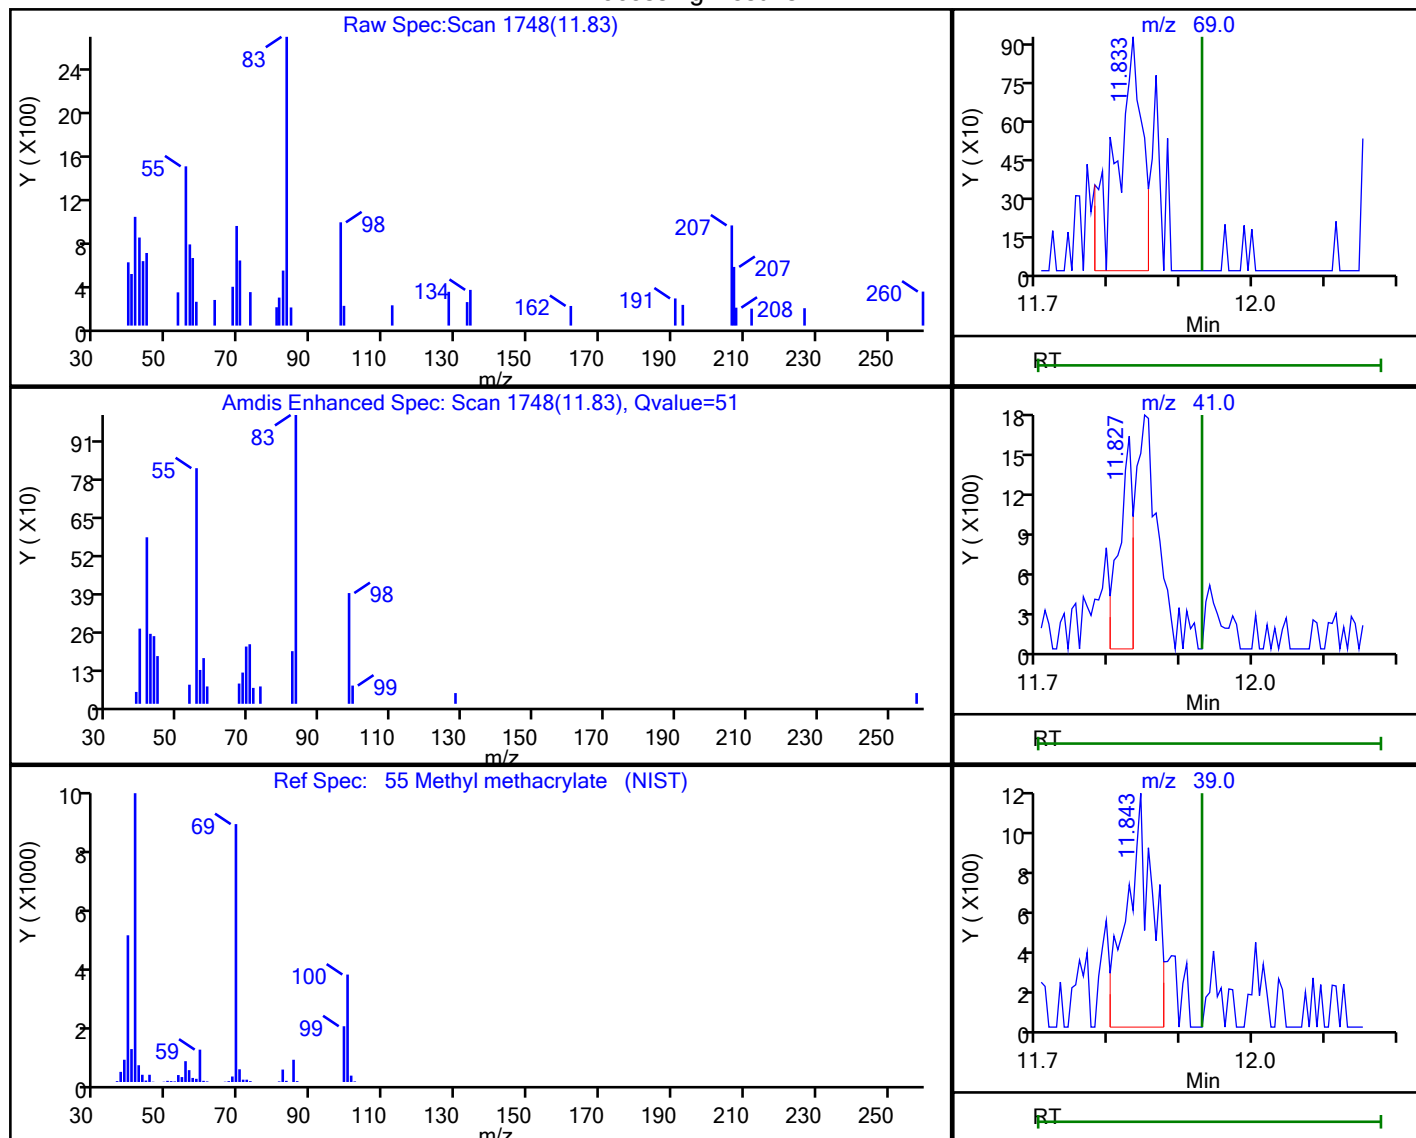 Raw Spec:Scan 1748(11.83)
Y ( X100)
24
20
16
12
8
4
0
83
55
98
134
162
191
207
207
208
260
30 50 70 90 110 130 150 170 190 210 230 250
m/z
m/z 69.0
Y ( X10)
90
75
60
45
30
15
0
11.833
11.7 12.0
Min
RT
Amdis Enhanced Spec: Scan 1748(11.83), Qvalue=51
Y ( X10)
91
78
65
52
39
26
13
0
83
55
98
99
30 50 70 90 110 130 150 170 190 210 230 250
m/z
m/z 41.0
Y ( X100)
18
15
12
9
6
3
0
11.827
11.7 12.0
Min
RT
Ref Spec: 55 Methyl methacrylate (NIST)
Y ( X1000)
10
8
6
4
2
0
69
100
99
59
30 50 70 90 110 130 150 170 190 210 230 250
m/z
m/z 39.0
Y ( X100)
12
10
8
6
4
2
0
11.843
11.7 12.0
Min
RT